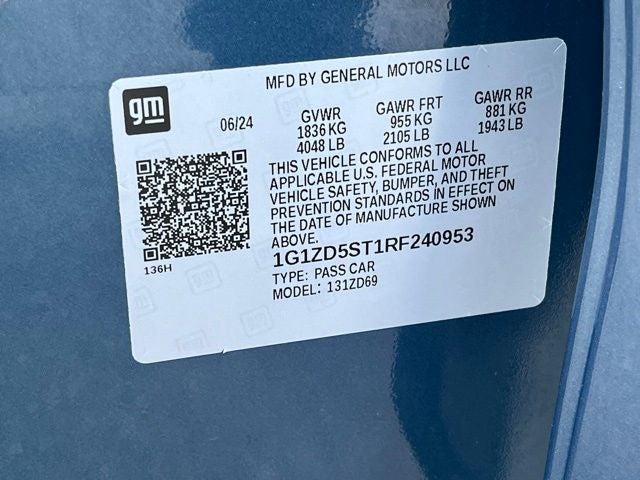 MFD BY GENERAL MOTORS LLC
gm
06/24
GVWR
1836 KG
4048 LB
GAWR FRT
955 KG
2105 LB
GAWR RR
881 KG
1943 LB
THIS VEHICLE CONFORMS TO ALL
APPLICABLE U.S. FEDERAL MOTOR
VEHICLE SAFETY, BUMPER, AND THEFT
PREVENTION STANDARDS IN EFFECT ON
THE DATE OF MANUFACTURE SHOWN
ABOVE.
1G1ZD5ST1RF240953
TYPE: PASS CAR
MODEL: 131ZD69
136H